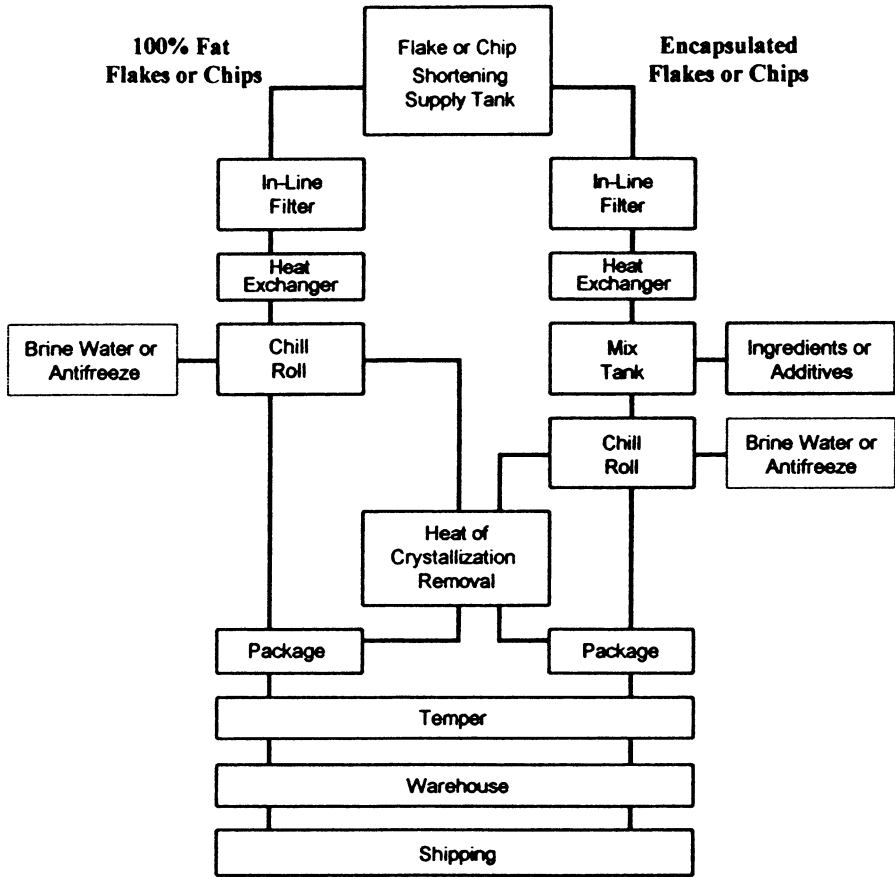 100% Fat
Flakes or Chips
Flake or Chip
Shortening
Supply Tank
Encapsulated
Flakes or Chips
In-Line
Filter
In-Line
Filter
Heat
Exchanger
Heat
Exchanger
Brine Water or
Antifreeze
Chill
Roll
Mix
Tank
Ingredients or
Additives
Chill
Roll
Brine Water or
Antifreeze
Heat of
Crystallization
Removal
Package
Package
Temper
Warehouse
Shipping